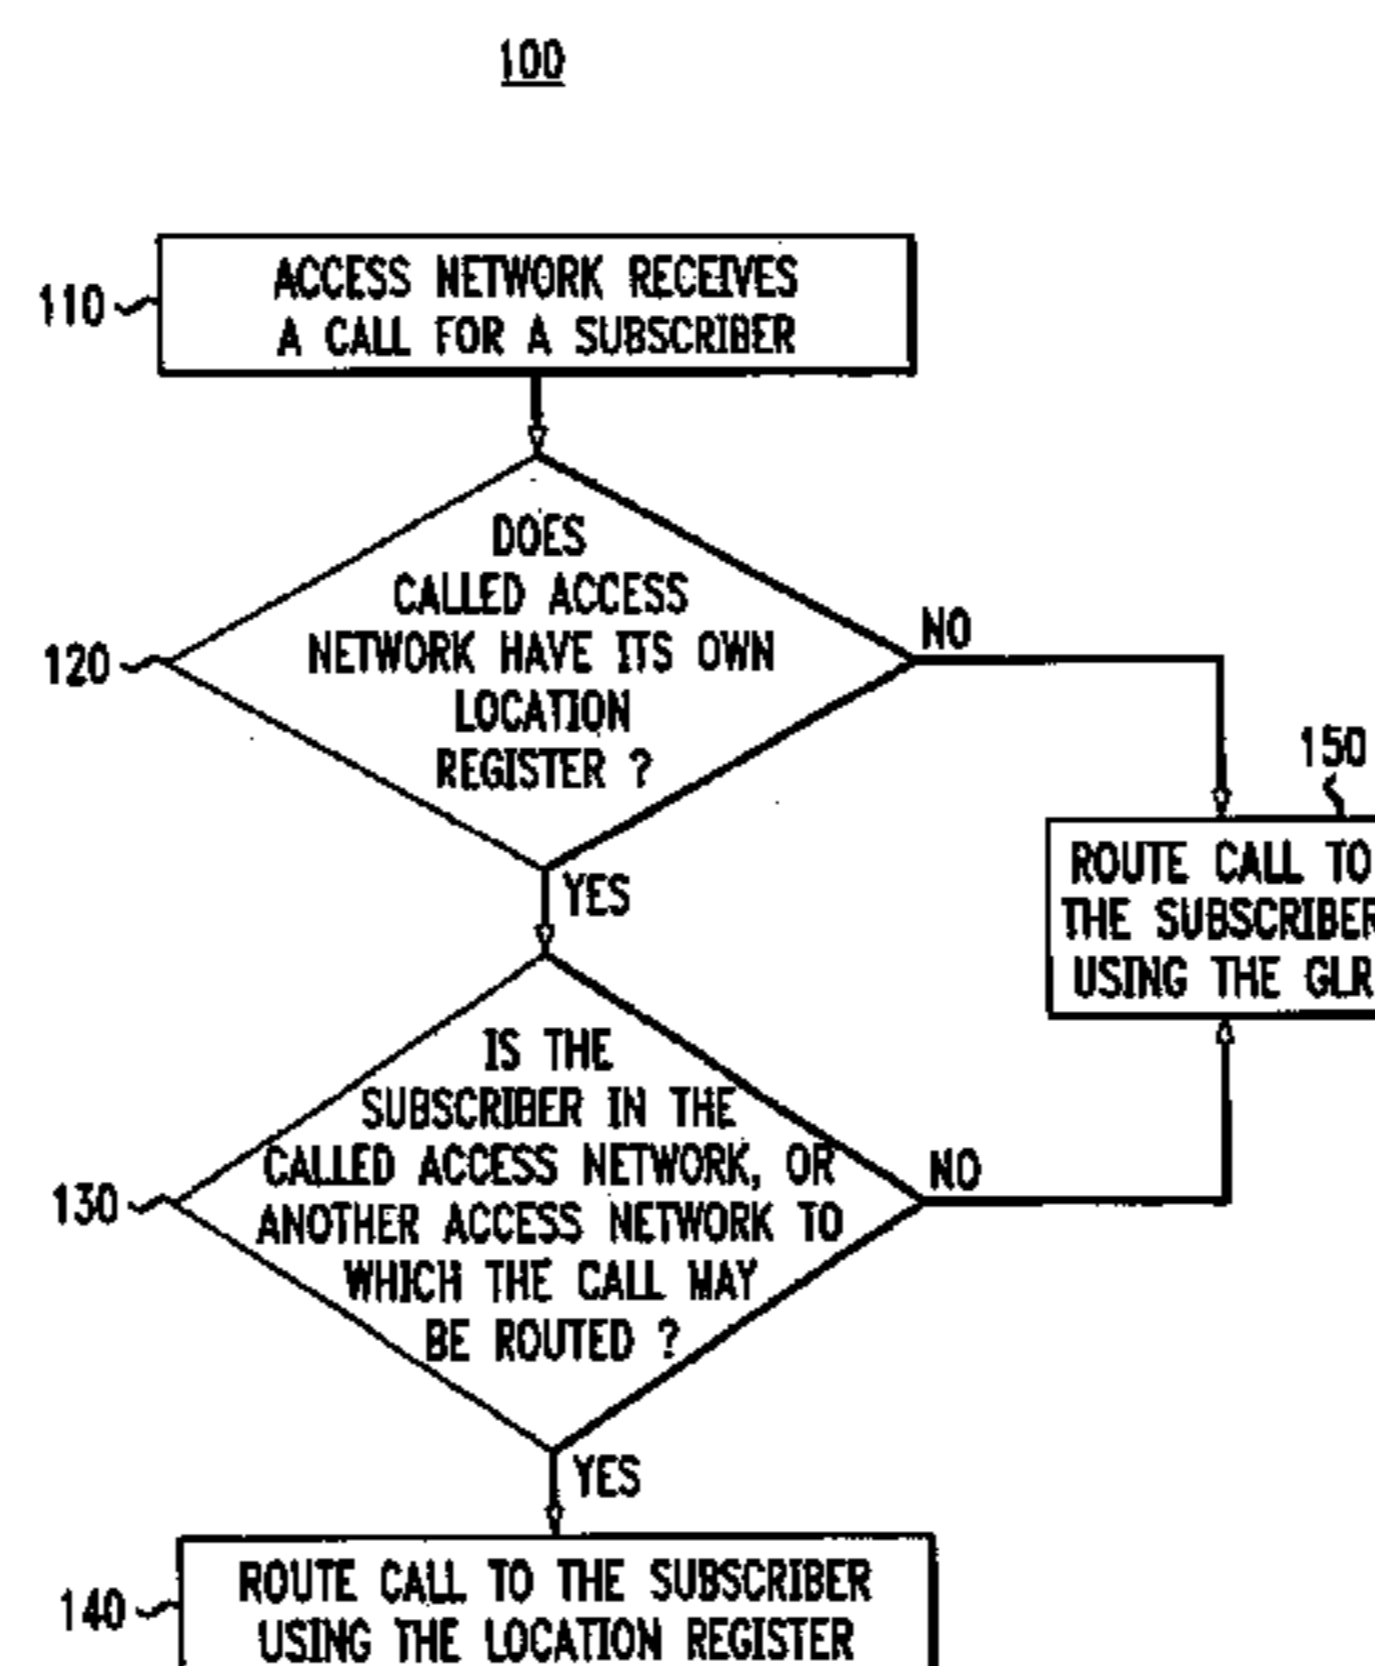 100
110
ACCESS NETWORK RECEIVES
A CALL FOR A SUBSCRIBER
120
DOES
CALLED ACCESS
NETWORK HAVE ITS OWN
LOCATION
REGISTER ?
NO
YES
150
ROUTE CALL TO
THE SUBSCRIBER
USING THE GLR
130
IS THE
SUBSCRIBER IN THE
CALLED ACCESS NETWORK, OR
ANOTHER ACCESS NETWORK TO
WHICH THE CALL MAY
BE ROUTED ?
NO
YES
140
ROUTE CALL TO THE SUBSCRIBER
USING THE LOCATION REGISTER